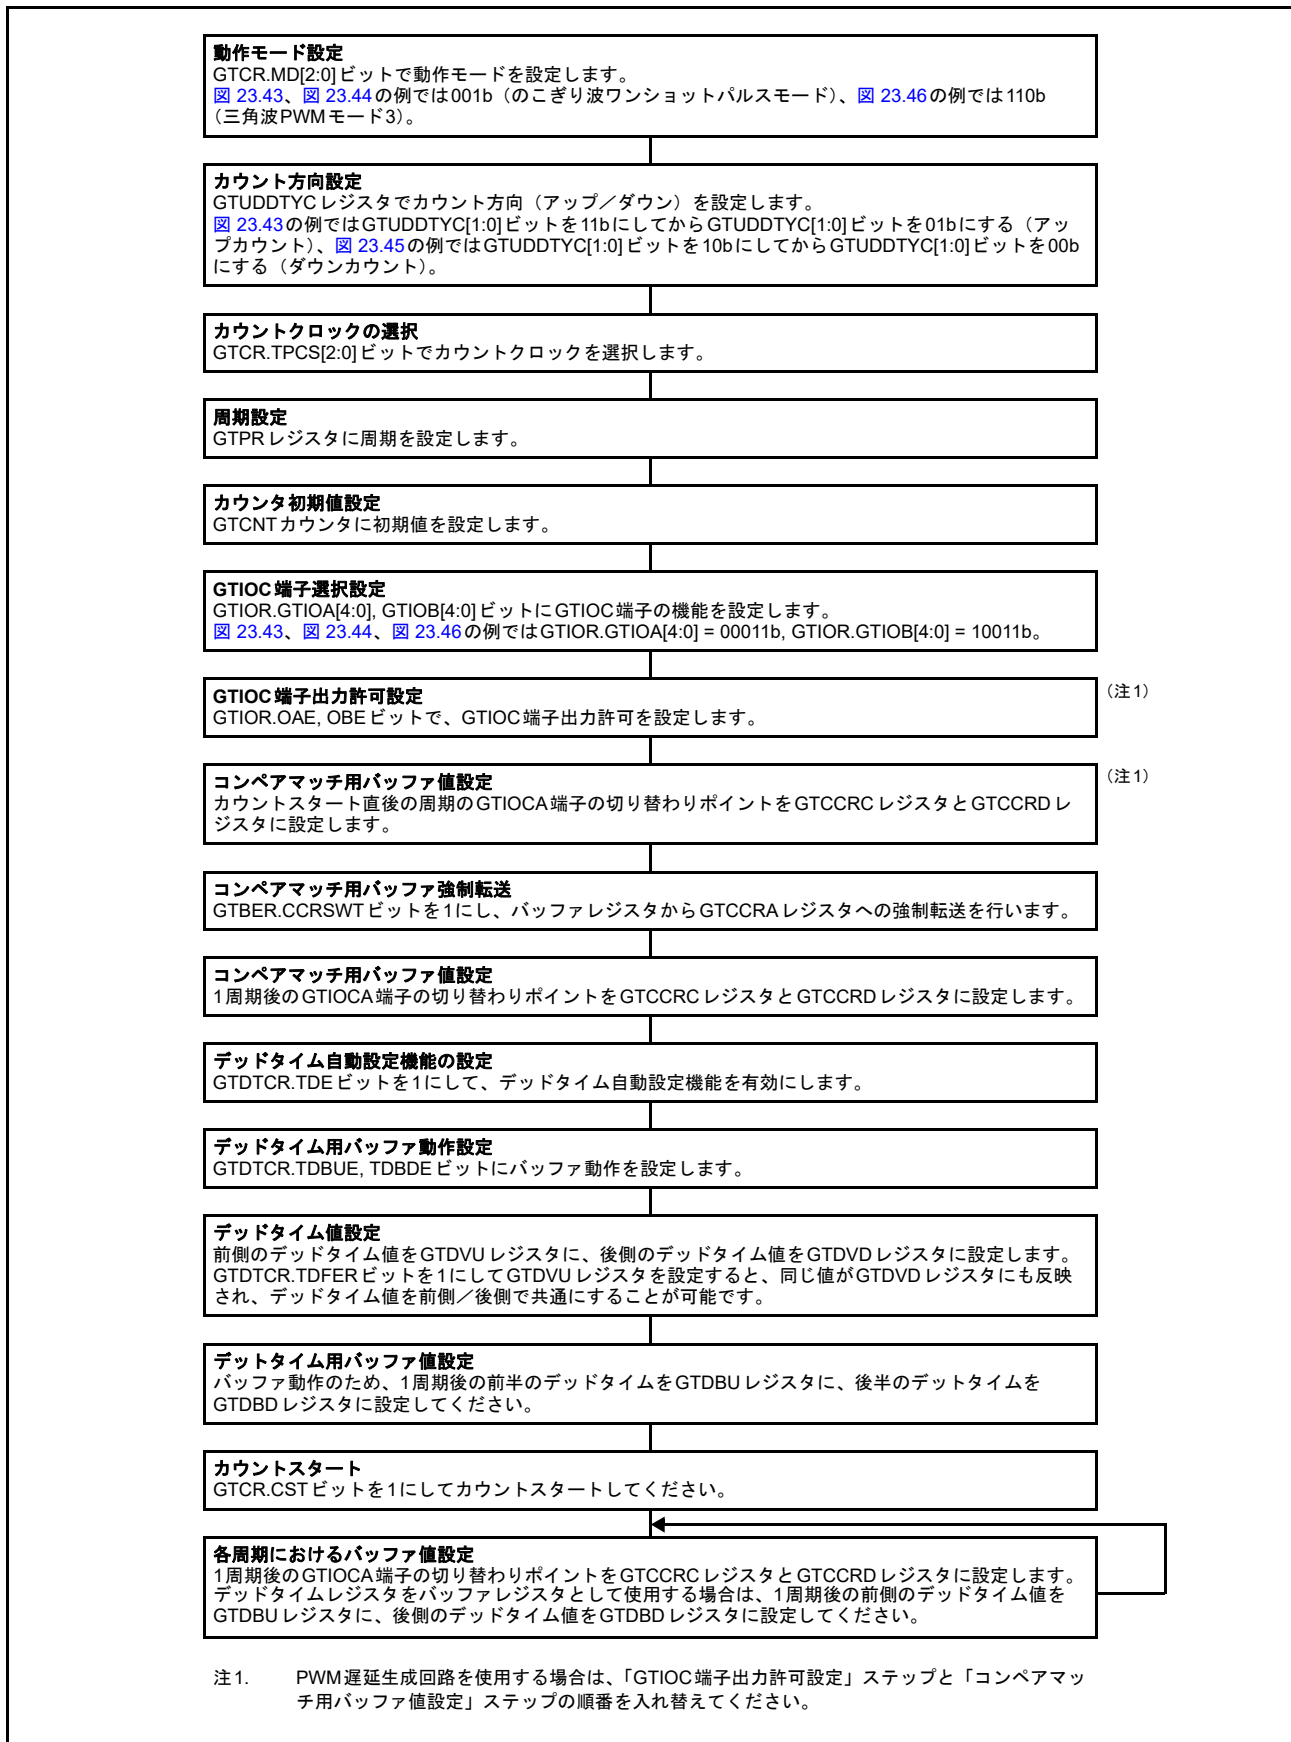 動作モード設定
GTCR.MD[2:0]ビットで動作モードを設定します。
図 23.43、図 23.44の例では001b（のこぎり波ワンショットパルスモード）、図 23.46の例では110b
（三角波PWMモード3）。
カウント方向設定
GTUDDTYCレジスタでカウント方向（アップ／ダウン）を設定します。
図 23.43の例ではGTUDDTYC[1:0]ビットを11bにしてからGTUDDTYC[1:0]ビットを01bにする（アッ
プカウント）、図 23.45の例ではGTUDDTYC[1:0]ビットを10bにしてからGTUDDTYC[1:0]ビットを00b
にする（ダウンカウント）。
カウントクロックの選択
GTCR.TPCS[2:0]ビットでカウントクロックを選択します。
周期設定
GTPRレジスタに周期を設定します。
カウンタ初期値設定
GTCNTカウンタに初期値を設定します。
GTIOC端子選択設定
GTIOR.GTIOA[4:0], GTIOB[4:0]ビットにGTIOC端子の機能を設定します。
図 23.43、図 23.44、図 23.46の例ではGTIOR.GTIOA[4:0] = 00011b, GTIOR.GTIOB[4:0] = 10011b。
GTIOC端子出力許可設定 （注1）
GTIOR.OAE, OBEビットで、GTIOC端子出力許可を設定します。
コンペアマッチ用バッファ値設定 （注1）
カウントスタート直後の周期のGTIOCA端子の切り替わりポイントをGTCCRCレジスタとGTCCRDレ
ジスタに設定します。
コンペアマッチ用バッファ強制転送
GTBER.CCRSWTビットを1にし、バッファレジスタからGTCCRAレジスタへの強制転送を行います。
コンペアマッチ用バッファ値設定
1周期後のGTIOCA端子の切り替わりポイントをGTCCRCレジスタとGTCCRDレジスタに設定します。
デッドタイム自動設定機能の設定
GTDTCR.TDEビットを1にして、デッドタイム自動設定機能を有効にします。
デッドタイム用バッファ動作設定
GTDTCR.TDBUE, TDBDEビットにバッファ動作を設定します。
デッドタイム値設定
前側のデッドタイム値をGTDVUレジスタに、後側のデッドタイム値をGTDVDレジスタに設定します。
GTDTCR.TDFERビットを1にしてGTDVUレジスタを設定すると、同じ値がGTDVDレジスタにも反映
され、デッドタイム値を前側／後側で共通にすることが可能です。
デットタイム用バッファ値設定
バッファ動作のため、1周期後の前半のデッドタイムをGTDBUレジスタに、後半のデットタイムを
GTDBDレジスタに設定してください。
カウントスタート
GTCR.CSTビットを1にしてカウントスタートしてください。
各周期におけるバッファ値設定
1周期後のGTIOCA端子の切り替わりポイントをGTCCRCレジスタとGTCCRDレジスタに設定します。
デッドタイムレジスタをバッファレジスタとして使用する場合は、1周期後の前側のデッドタイム値を
GTDBUレジスタに、後側のデッドタイム値をGTDBDレジスタに設定してください。
注1. PWM遅延生成回路を使用する場合は、「GTIOC端子出力許可設定」ステップと「コンペアマッ
チ用バッファ値設定」ステップの順番を入れ替えてください。